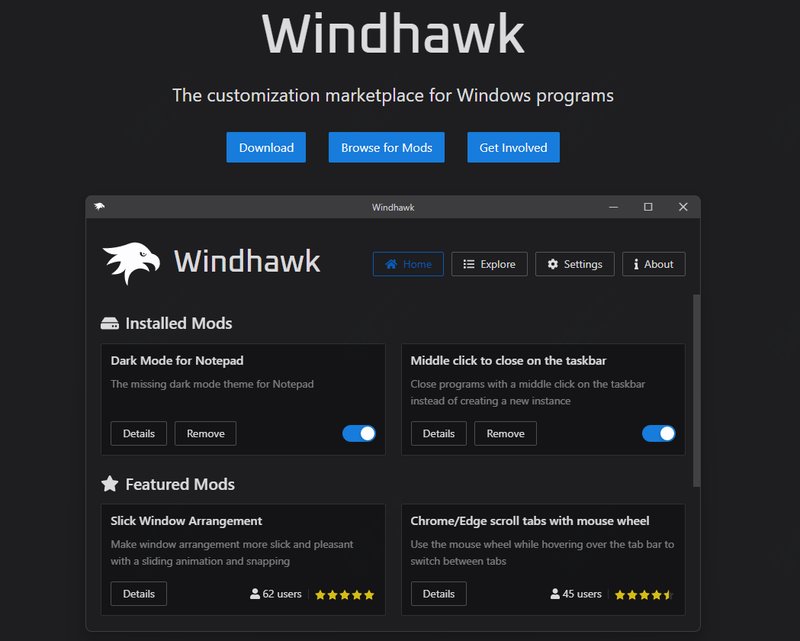 Windhawk
The customization marketplace for Windows programs
Download Browse for Mods Get Involved
Windhawk
Windhawk Home Explore Settings About
Installed Mods
Dark Mode for Notepad
The missing dark mode theme for Notepad
Details Remove
Middle click to close on the taskbar
Close programs with a middle click on the taskbar
instead of creating a new instance
Details Remove
Featured Mods
Slick Window Arrangement
Make window arrangement more slick and pleasant
with a sliding animation and snapping
Details 62 users
Chrome/Edge scroll tabs with mouse wheel
Use the mouse wheel while hovering over the tab bar to
switch between tabs
Details 45 users